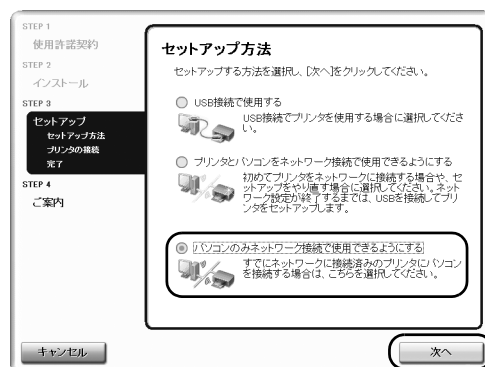 STEP 1
使用許諾契約
STEP 2
インストール
STEP 3
セットアップ
セットアップ方法
プリンタの接続
完了
STEP 4
ご案内
セットアップ方法
セットアップする方法を選択し、[次へ]をクリックしてください。
USB接続で使用する
USB接続でプリンタを使用する場合に選択してくださ
い。
プリンタとパソコンをネットワーク接続で使用できるようにする
初めてプリンタをネットワークに接続する場合や、セ
ットアップをやり直す場合に選択してください。ネット
ワーク設定が終了するまでは、USBを接続してプリ
ンタをセットアップします。
パソコンのみネットワーク接続で使用できるようにする
すでにネットワークに接続済みのプリンタにパソコン
を接続する場合は、こちらを選択してください。
キャンセル
次へ